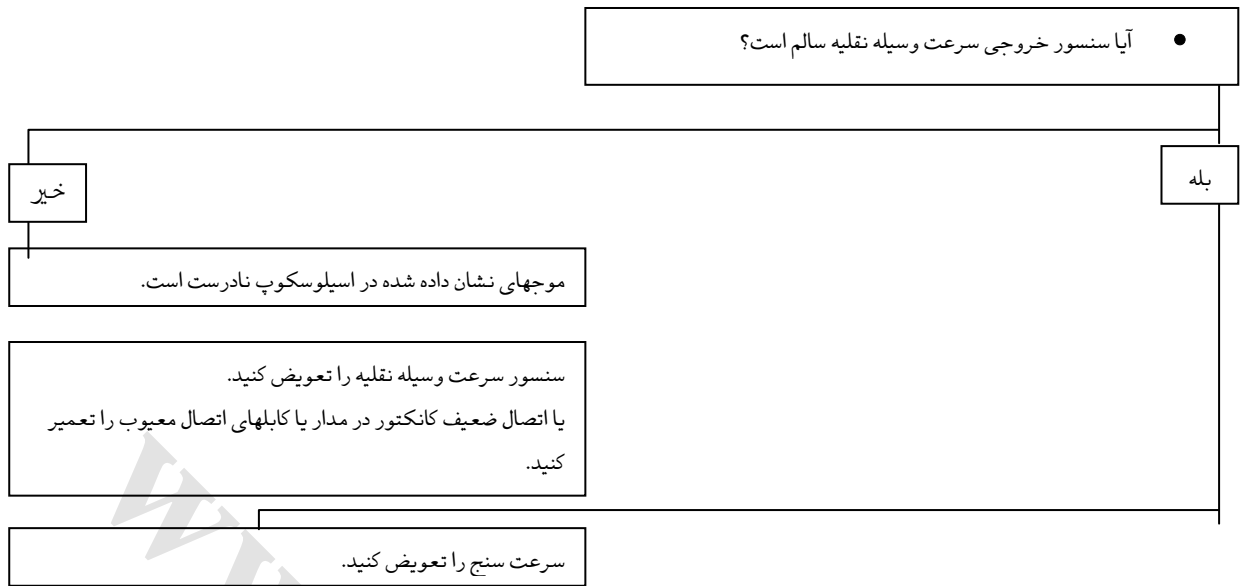 ● آیا سنسور خروجی سرعت وسیله نقلیه سالم است؟
بله
خیر
موجهای نشان داده شده در اسیلوسکوپ نادرست است.
سنسور سرعت وسیله نقلیه را تعویض کنید.
یا اتصال ضعیف کانکتور در مدار یا کابلهای اتصال معیوب را تعمیر
کنید.
سرعت سنج را تعویض کنید.